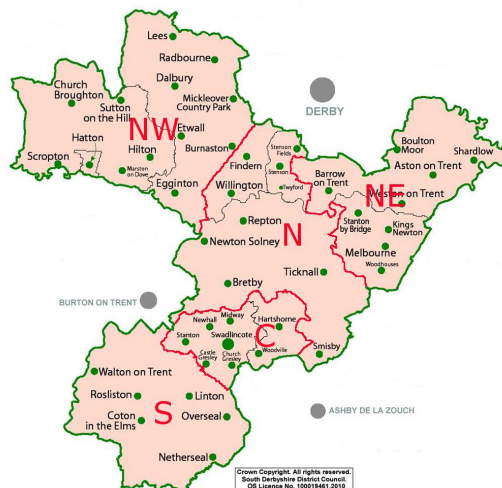 Lees
Radbourne
Dalbury
Church
Broughton
Sutton
on the Hill
Mickleover
Country Park
DERBY
NW
Etwall
Hatton
Hilton
Burnaston
Scropton
Marston
on Dove
Egginton
Findern
Stenson
Fields
Stenson
Willington
Twyford
Boulton
Moor
Shardlow
Aston on Trent
Barrow
on Trent
NE
Weston on Trent
Stanton
by Bridge
Kings
Newton
Melbourne
Woodhouses
Repton
N
Newton Solney
Ticknall
Bretby
BURTON ON TRENT
Newhall
Midway
Hartshorne
Stanton
Swadlincote
C
Castle
Gresley
Church
Gresley
Woodville
Smisby
Walton on Trent
Rosliston
Linton
S
Coton
in the Elms
Overseal
ASHBY DE LA ZOUCH
Netherseal
Crown Copyright. All rights reserved.
South Derbyshire District Council.
OS Licence No. 100019461.2010